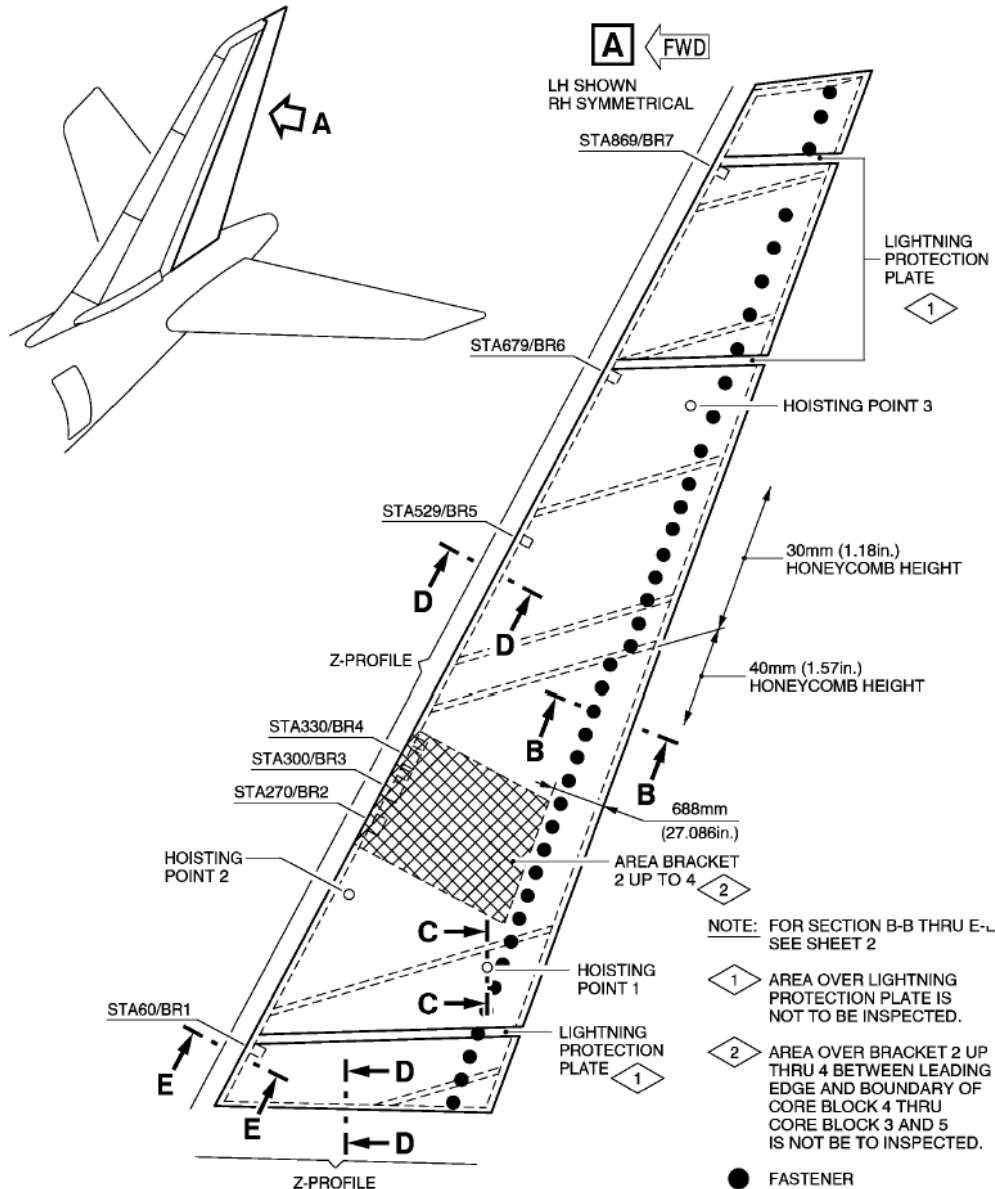 A
A
FWD
LH SHOWN
RH SYMMETRICAL
STA869/BR7
LIGHTNING
PROTECTION
PLATE
1
STA679/BR6
HOISTING POINT 3
STA529/BR5
30mm (1.18in.)
HONEYCOMB HEIGHT
D
D
Z-PROFILE
40mm (1.57in.)
HONEYCOMB HEIGHT
STA330/BR4
STA300/BR3
STA270/BR2
B
B
688mm
(27.086in.)
HOISTING
POINT 2
AREA BRACKET
2 UP TO 4
2
C
C
HOISTING
POINT 1
STA60/BR1
LIGHTNING
PROTECTION
PLATE
1
E
E
D
D
Z-PROFILE
NOTE: FOR SECTION B-B THRU
SEE SHEET 2
1 AREA OVER LIGHTNING
PROTECTION PLATE IS
NOT TO BE INSPECTED.
2 AREA OVER BRACKET 2 UP
THRU 4 BETWEEN LEADING
EDGE AND BOUNDARY OF
CORE BLOCK 4 THRU
CORE BLOCK 3 AND 5
IS NOT BE TO INSPECTED.
FASTENER